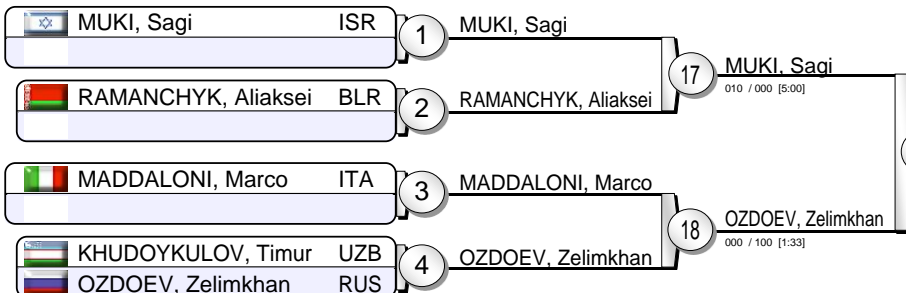 MUKI, Sagi ISR
1
MUKI, Sagi
17
MUKI, Sagi
010 / 000 [5:00]
RAMANCHYK, Aliaksei BLR
2
RAMANCHYK, Aliaksei
MADDALONI, Marco ITA
3
MADDALONI, Marco
18
OZDOEV, Zelimkhan
000 / 100 [1:33]
KHUDOYKULOV, Timur UZB
4
OZDOEV, Zelimkhan
OZDOEV, Zelimkhan RUS